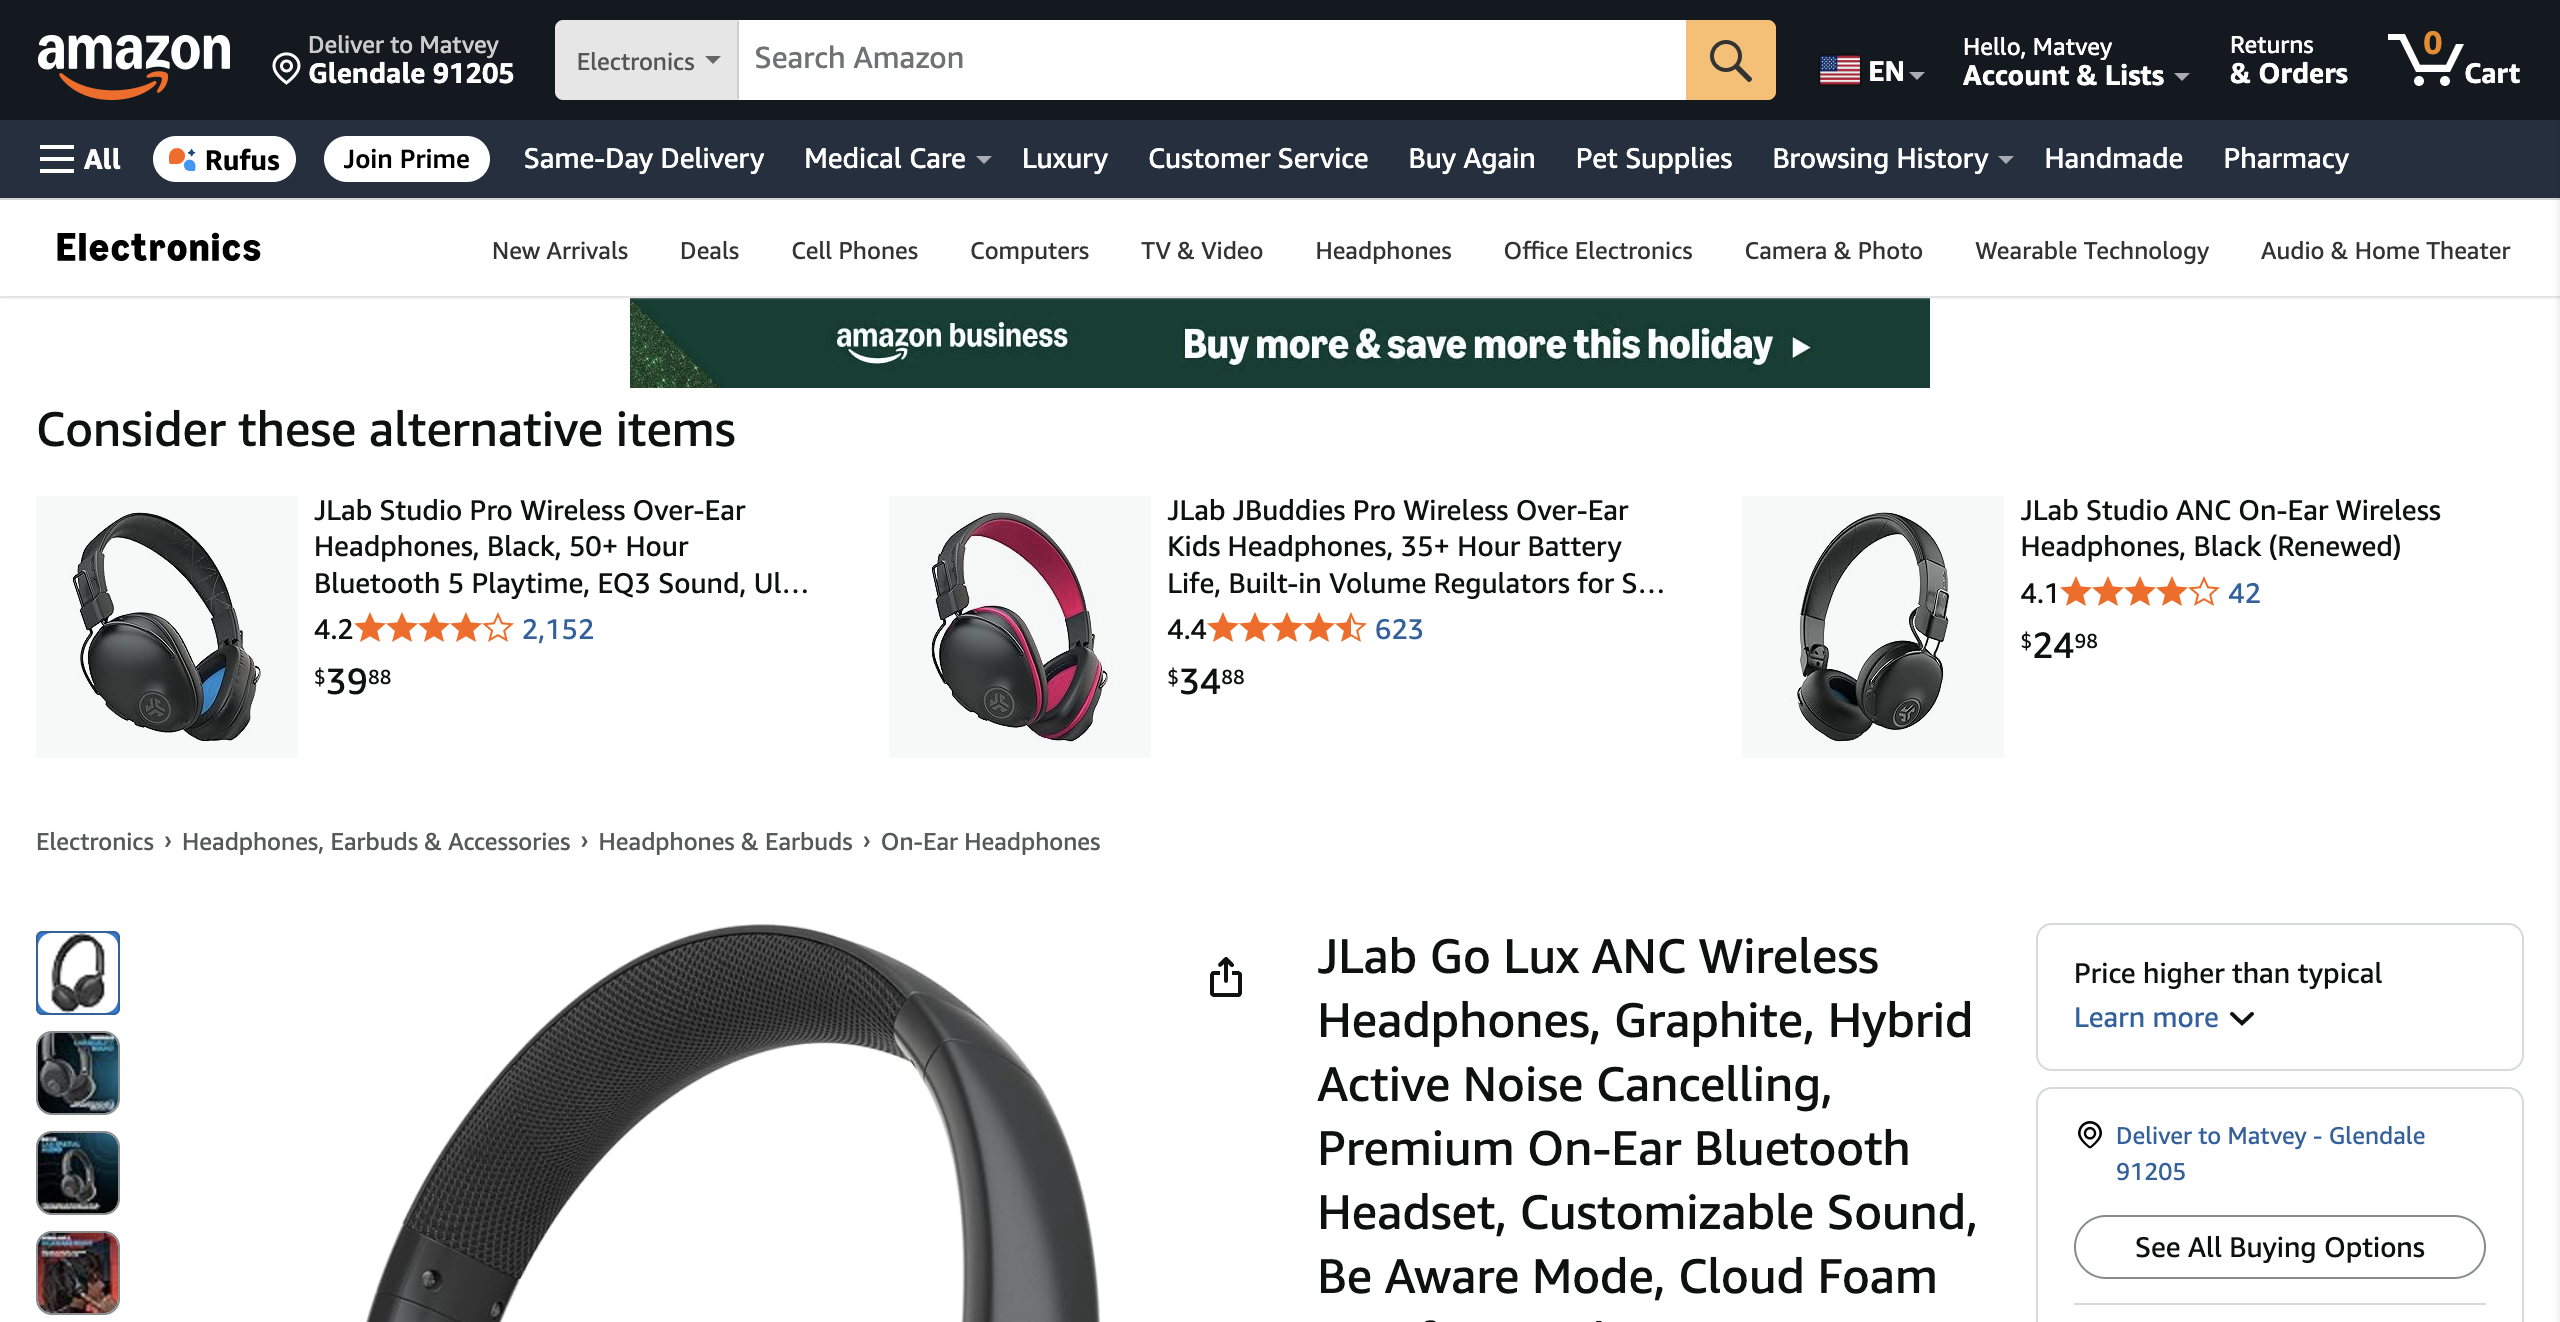 amazon
Deliver to Matvey
Glendale 91205
Electronics
Search Amazon
EN
Hello, Matvey
Account & Lists
Returns
& Orders
0
Cart
All
Rufus
Join Prime
Same-Day Delivery
Medical Care
Luxury
Customer Service
Buy Again
Pet Supplies
Browsing History
Handmade
Pharmacy
Electronics
New Arrivals
Deals
Cell Phones
Computers
TV & Video
Headphones
Office Electronics
Camera & Photo
Wearable Technology
Audio & Home Theater
amazon business
Buy more & save more this holiday
Consider these alternative items
JLab Studio Pro Wireless Over-Ear
Headphones, Black, 50+ Hour
Bluetooth 5 Playtime, EQ3 Sound, Ul...
4.2 2,152
$39.88
JLab JBuddies Pro Wireless Over-Ear
Kids Headphones, 35+ Hour Battery
Life, Built-in Volume Regulators for S...
4.4 623
$34.88
JLab Studio ANC On-Ear Wireless
Headphones, Black (Renewed)
4.1 42
$24.98
Electronics › Headphones, Earbuds & Accessories › Headphones & Earbuds › On-Ear Headphones
JLab Go Lux ANC Wireless
Headphones, Graphite, Hybrid
Active Noise Cancelling,
Premium On-Ear Bluetooth
Headset, Customizable Sound,
Be Aware Mode, Cloud Foam
Price higher than typical
Learn more
Deliver to Matvey - Glendale
91205
See All Buying Options